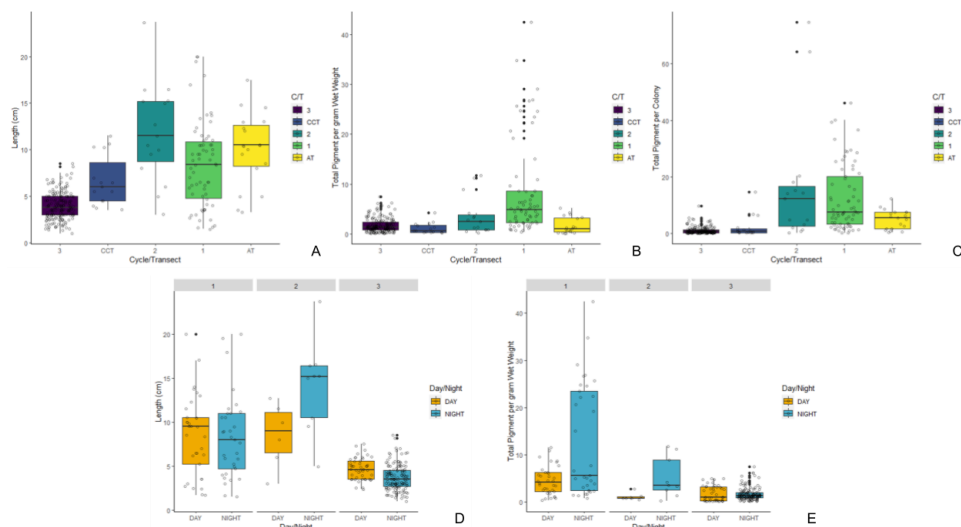 Length (cm)
20
15
10
5
0
3
CCT
2
1
AT
Cycle/Transect
C/T
3
CCT
2
1
AT
A
Total Pigment per gram Wet Weight
40
30
20
10
0
3
CCT
2
1
AT
Cycle/Transect
C/T
3
CCT
2
1
AT
B
Total Pigment per Colony
60
40
20
0
3
CCT
2
1
AT
Cycle/Transect
C/T
3
CCT
2
1
AT
C
1
2
3
Length (cm)
20
15
10
5
0
DAY
NIGHT
DAY
NIGHT
DAY
NIGHT
Day/Night
Day/Night
DAY
NIGHT
D
1
2
3
Total Pigment per gram Wet Weight
40
30
20
10
0
DAY
NIGHT
DAY
NIGHT
DAY
NIGHT
Day/Night
Day/Night
DAY
NIGHT
E